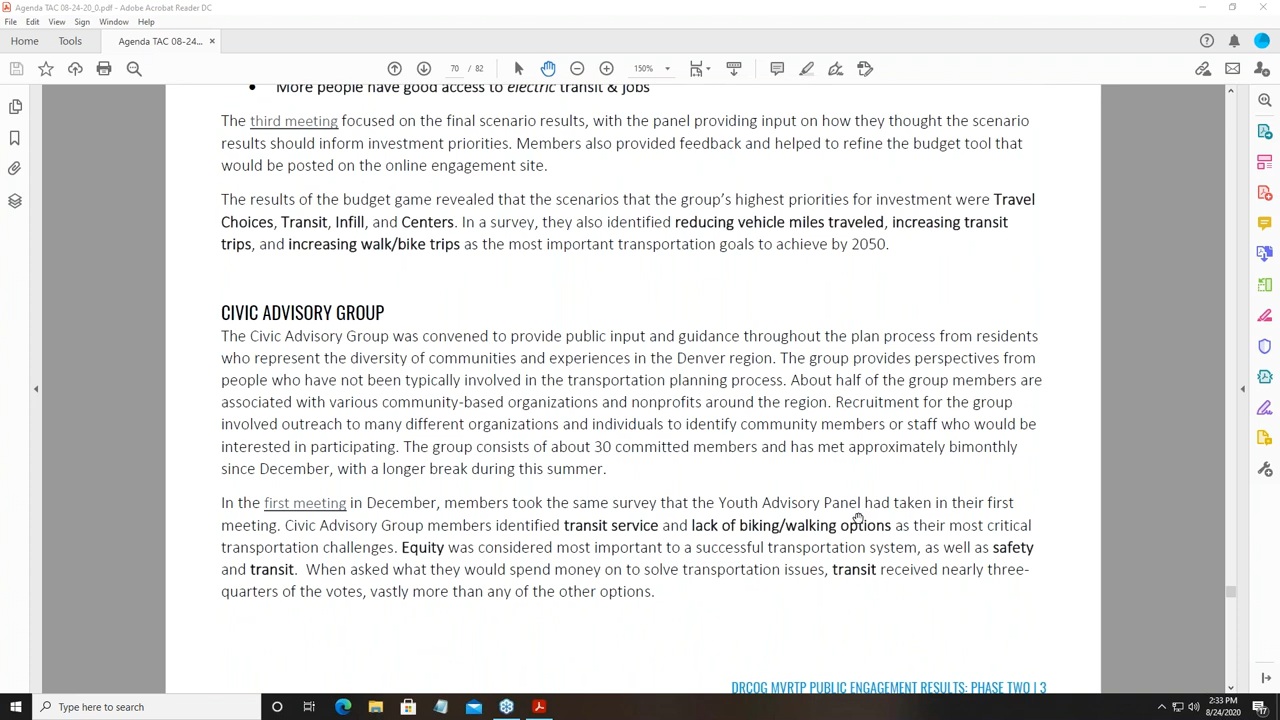 Agenda TAC 08-24-20_0.pdf - Adobe Acrobat Reader DC
File Edit View Sign Window Help
Home Tools Agenda TAC 08-24... ×
70 / 82 150%
• More people have good access to electric transit & jobs
The third meeting focused on the final scenario results, with the panel providing input on how they thought the scenario
results should inform investment priorities. Members also provided feedback and helped to refine the budget tool that
would be posted on the online engagement site.
The results of the budget game revealed that the scenarios that the group's highest priorities for investment were Travel
Choices, Transit, Infill, and Centers. In a survey, they also identified reducing vehicle miles traveled, increasing transit
trips, and increasing walk/bike trips as the most important transportation goals to achieve by 2050.
CIVIC ADVISORY GROUP
The Civic Advisory Group was convened to provide public input and guidance throughout the plan process from residents
who represent the diversity of communities and experiences in the Denver region. The group provides perspectives from
people who have not been typically involved in the transportation planning process. About half of the group members are
associated with various community-based organizations and nonprofits around the region. Recruitment for the group
involved outreach to many different organizations and individuals to identify community members or staff who would be
interested in participating. The group consists of about 30 committed members and has met approximately bimonthly
since December, with a longer break during this summer.
In the first meeting in December, members took the same survey that the Youth Advisory Panel had taken in their first
meeting. Civic Advisory Group members identified transit service and lack of biking/walking options as their most critical
transportation challenges. Equity was considered most important to a successful transportation system, as well as safety
and transit. When asked what they would spend money on to solve transportation issues, transit received nearly three-
quarters of the votes, vastly more than any of the other options.
DRCOG MVRTP PUBLIC ENGAGEMENT RESULTS: PHASE TWO | 3
Type here to search
2:33 PM
8/24/2020
17